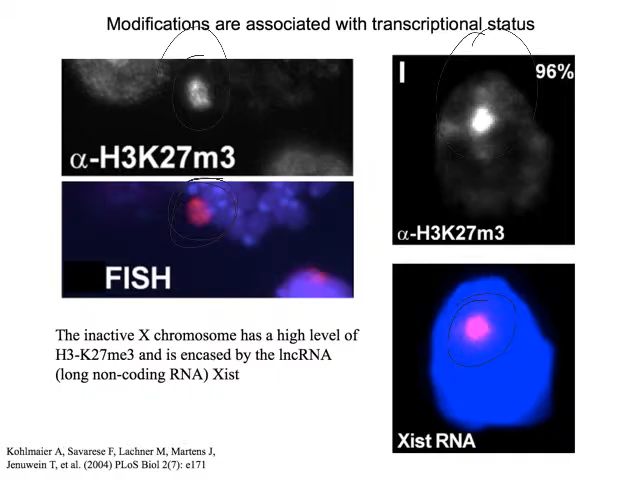 Modifications are associated with transcriptional status
α-H3K27m3
FISH
I
96%
α-H3K27m3
Xist RNA
The inactive X chromosome has a high level of
H3-K27me3 and is encased by the lncRNA
(long non-coding RNA) Xist
Kohlmaier A, Savarese F, Lachner M, Martens J,
Jenuwein T, et al. (2004) PLoS Biol 2(7): e171